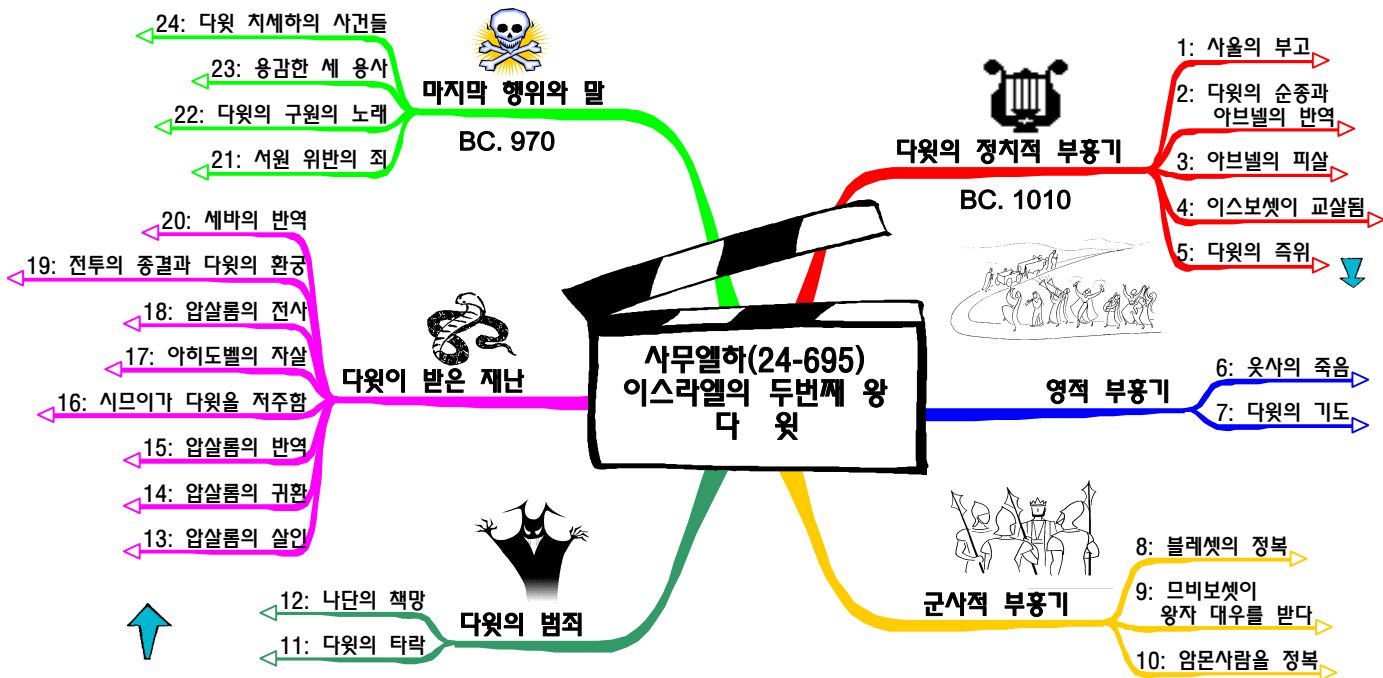 사무엘하(24-695)
이스라엘의 두번째 왕
다 윗
다윗의 정치적 부흥기
BC. 1010
1: 사울의 부고
2: 다윗의 순종과
아브넬의 반역
3: 아브넬의 피살
4: 이스보셋이 교살됨
5: 다윗의 즉위
영적 부흥기
6: 웃사의 죽음
7: 다윗의 기도
군사적 부흥기
8: 블레셋의 정복
9: 므비보셋이
왕자 대우를 받다
10: 암몬사람을 정복
다윗의 범죄
12: 나단의 책망
11: 다윗의 타락
다윗이 받은 재난
20: 세바의 반역
19: 전투의 종결과 다윗의 환궁
18: 압살롬의 전사
17: 아히도벨의 자살
16: 시므이가 다윗을 저주함
15: 압살롬의 반역
14: 압살롬의 귀환
13: 압살롬의 살인
마지막 행위와 말
BC. 970
24: 다윗 치세하의 사건들
23: 용감한 세 용사
22: 다윗의 구원의 노래
21: 서원 위반의 죄